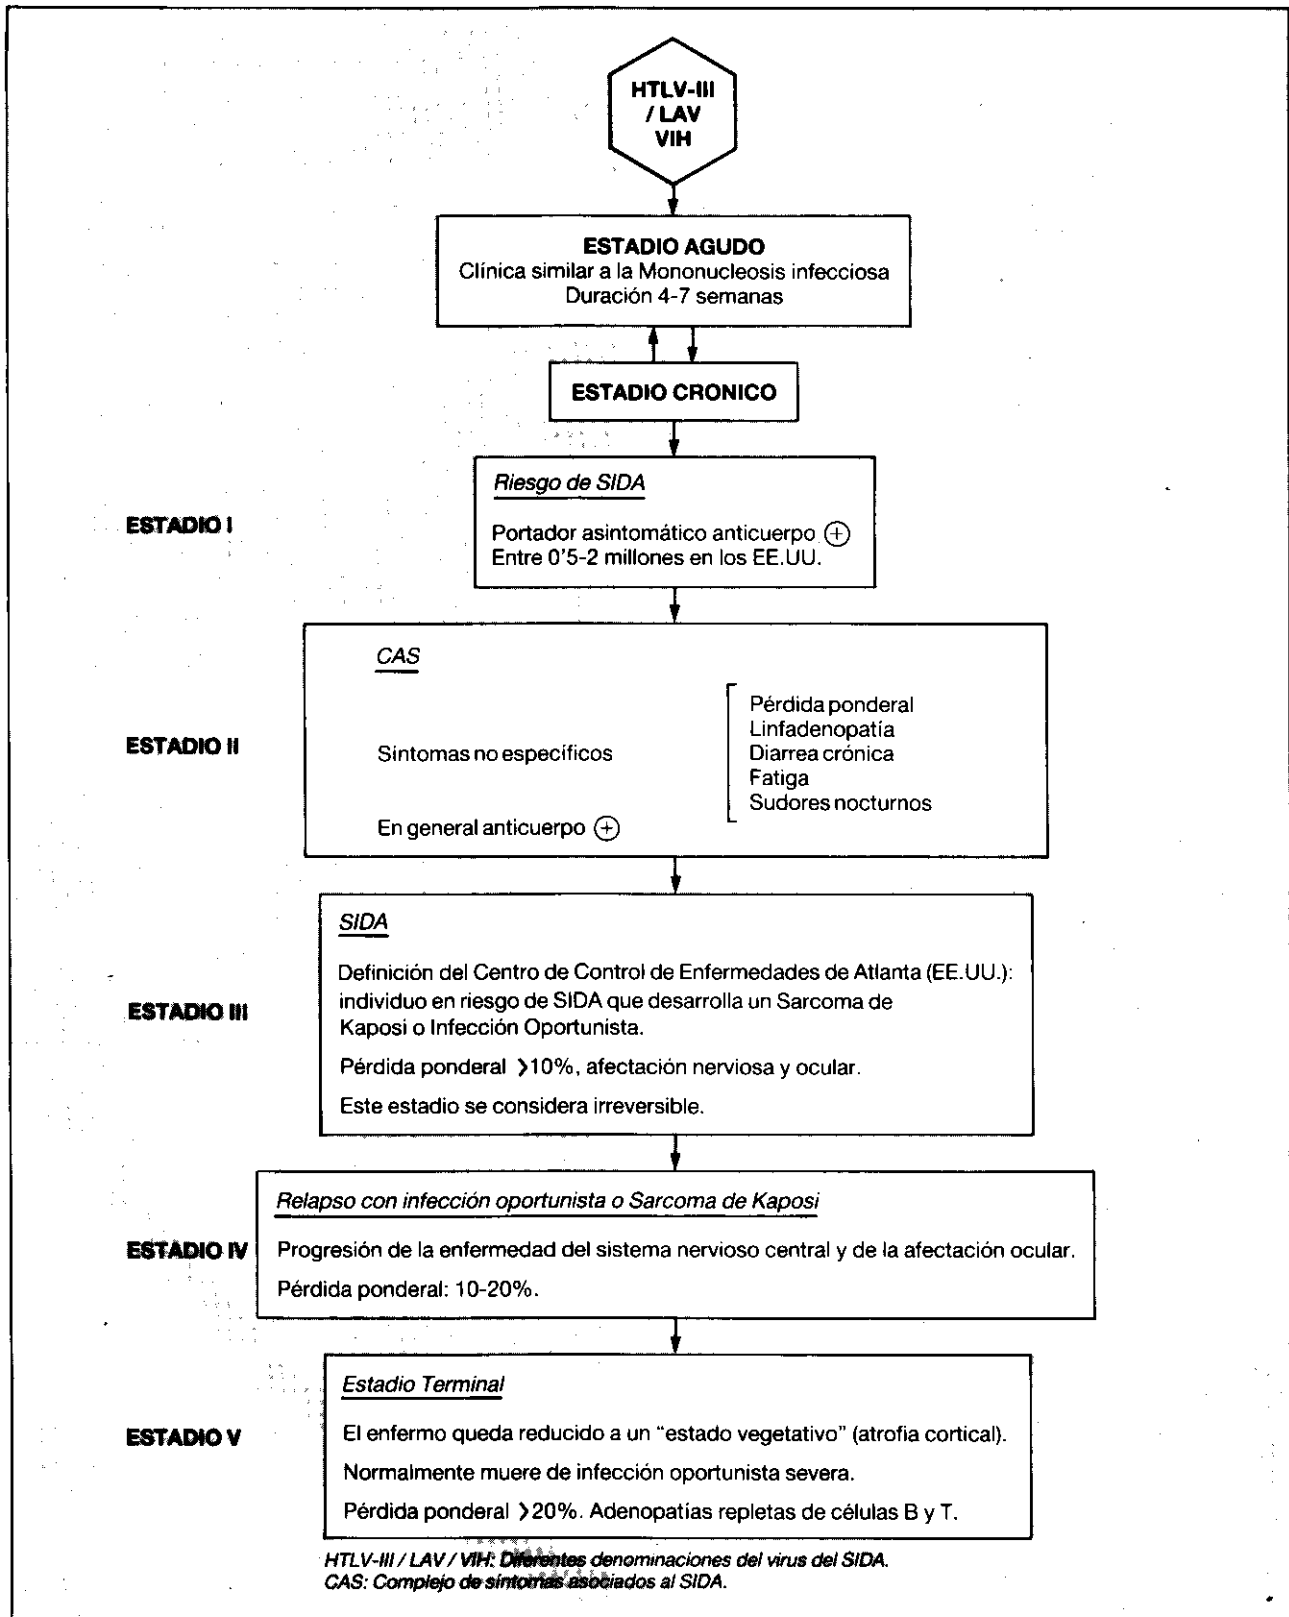 HTLV-III
/ LAV
VIH
ESTADIO AGUDO
Clínica similar a la Mononucleosis infecciosa
Duración 4-7 semanas
ESTADIO CRONICO
Riesgo de SIDA
ESTADIO I
Portador asintomático anticuerpo ⊕
Entre 0'5-2 millones en los EE.UU.
CAS
ESTADIO II
Síntomas no específicos
Pérdida ponderal
Linfadenopatía
Diarrea crónica
Fatiga
Sudores nocturnos
En general anticuerpo ⊕
SIDA
ESTADIO III
Definición del Centro de Control de Enfermedades de Atlanta (EE.UU.):
individuo en riesgo de SIDA que desarrolla un Sarcoma de
Kaposi o Infección Oportunista.
Pérdida ponderal >10%, afectación nerviosa y ocular.
Este estadio se considera irreversible.
Relapso con infección oportunista o Sarcoma de Kaposi
ESTADIO IV
Progresión de la enfermedad del sistema nervioso central y de la afectación ocular.
Pérdida ponderal: 10-20%.
Estadio Terminal
ESTADIO V
El enfermo queda reducido a un “estado vegetativo” (atrofia cortical).
Normalmente muere de infección oportunista severa.
Pérdida ponderal >20%. Adenopatías repletas de células B y T.
HTLV-III / LAV / VIH: Diferentes denominaciones del virus del SIDA.
CAS: Complejo de síntomas asociados al SIDA.